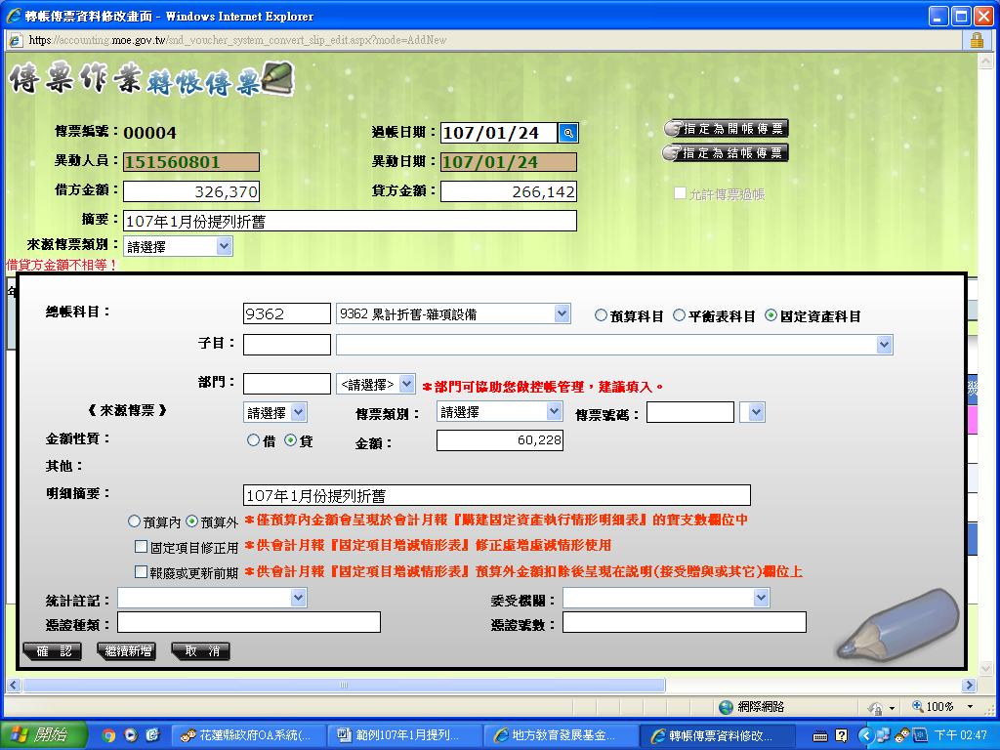 轉帳傳票資料修改畫面 - Windows Internet Explorer
https://accounting.moe.gov.tw/snd_voucher_system_convert_slip_edit.aspx?mode=AddNew
傳票作業轉帳傳票
傳票編號：00004 過帳日期：107/01/24 指定為開帳傳票
異動人員：151560801 異動日期：107/01/24 指定為結帳傳票
借方金額：326,370 貸方金額：266,142 允許傳票過帳
摘要：107年1月份提列折舊
來源傳票類別：請選擇
借貸方金額不相等！
總帳科目： 9362 9362 累計折舊-雜項設備 預算科目 平衡表科目 固定資產科目
子目：
部門： <請選擇> ＊部門可協助您做控帳管理，建議填入。
《來源傳票》 請選擇 傳票類別： 請選擇 傳票號碼：
金額性質： 借 貸 金額： 60,228
其他：
明細摘要： 107年1月份提列折舊
預算內 預算外 ＊僅預算內金額會呈現於會計月報『購建固定資產執行情形明細表』的實支數欄位中
固定項目修正用 ＊供會計月報『固定項目增減情形表』修正重增重減情形使用
報廢或更新前期 ＊供會計月報『固定項目增減情形表』預算外金額扣除後呈現在說明(接受贈與或其它)欄位上
統計註記： 委受機關：
憑證種類： 憑證號數：
確 認 繼續新增 取 消
網際網路 100%
開始 花蓮縣政府OA系統(... 範例107年1月提列... 地方教育發展基金... 轉帳傳票資料修改... 下午 02:47